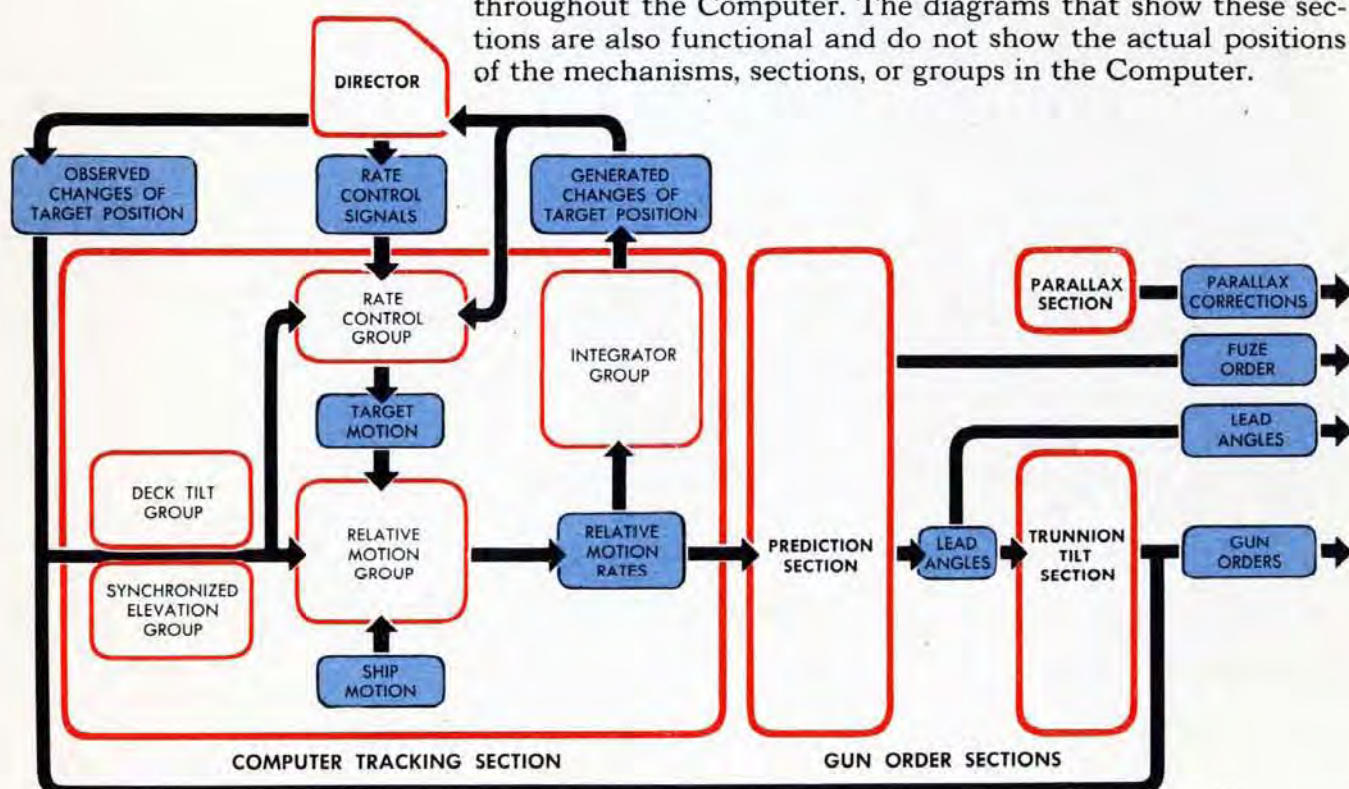 throughout the Computer. The diagrams that show these sec-
tions are also functional and do not show the actual positions
of the mechanisms, sections, or groups in the Computer.
DIRECTOR
OBSERVED
CHANGES OF
TARGET POSITION
RATE
CONTROL
SIGNALS
GENERATED
CHANGES OF
TARGET POSITION
RATE
CONTROL
GROUP
INTEGRATOR
GROUP
PARALLAX
SECTION
PARALLAX
CORRECTIONS
FUZE
ORDER
TARGET
MOTION
LEAD
ANGLES
DECK TILT
GROUP
SYNCHRONIZED
ELEVATION
GROUP
RELATIVE
MOTION
GROUP
RELATIVE
MOTION
RATES
PREDICTION
SECTION
LEAD
ANGLES
TRUNNION
TILT
SECTION
GUN
ORDERS
SHIP
MOTION
COMPUTER TRACKING SECTION
GUN ORDER SECTIONS